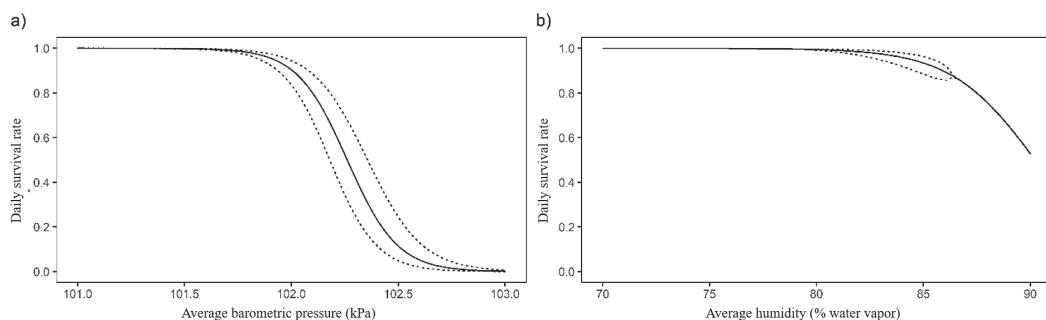 a)
1.0
0.8
0.6
0.4
0.2
0.0
Daily survival rate
101.0 101.5 102.0 102.5 103.0
Average barometric pressure (kPa)
b)
1.0
0.8
0.6
0.4
0.2
0.0
Daily survival rate
70 75 80 85 90
Average humidity (% water vapor)